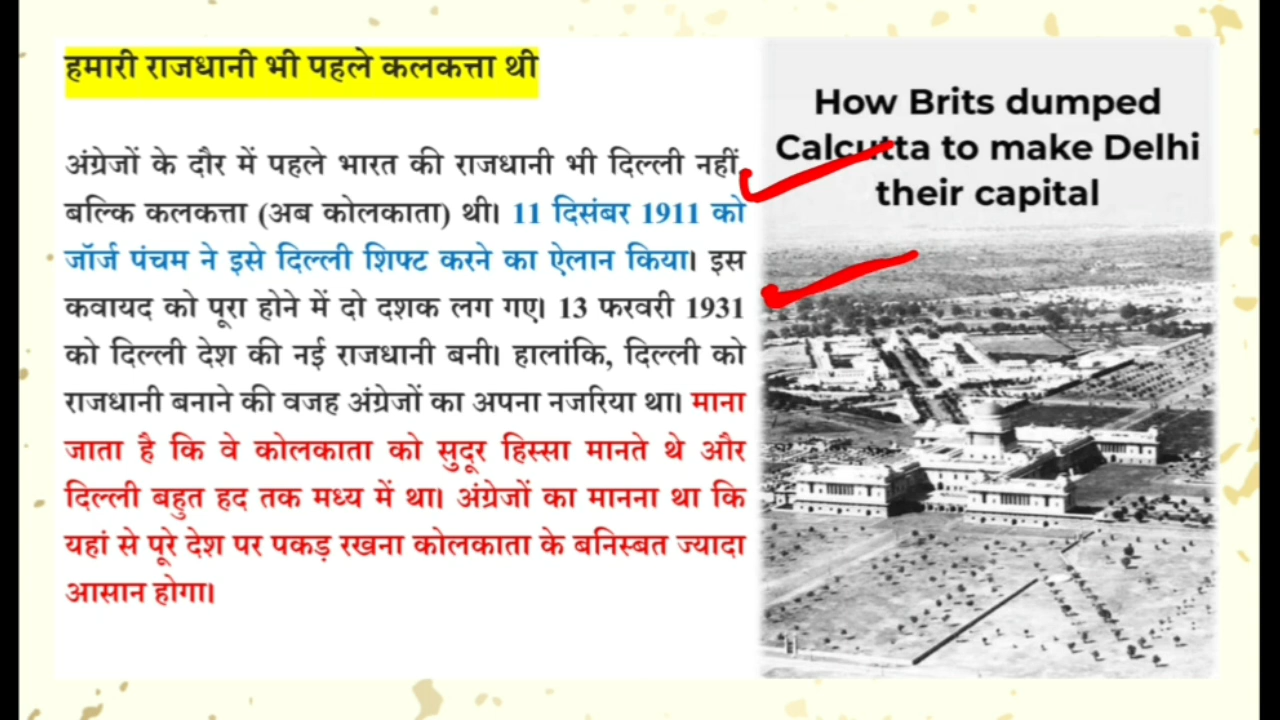 हमारी राजधानी भी पहले कलकत्ता थी
अंग्रेजों के दौर में पहले भारत की राजधानी भी दिल्ली नहीं,
बल्कि कलकत्ता (अब कोलकाता) थी। 11 दिसंबर 1911 को
जॉर्ज पंचम ने इसे दिल्ली शिफ्ट करने का ऐलान किया। इस
कवायद को पूरा होने में दो दशक लग गए। 13 फरवरी 1931
को दिल्ली देश की नई राजधानी बनी। हालांकि, दिल्ली को
राजधानी बनाने की वजह अंग्रेजों का अपना नजरिया था। माना
जाता है कि वे कोलकाता को सुदूर हिस्सा मानते थे और
दिल्ली बहुत हद तक मध्य में था। अंग्रेजों का मानना था कि
यहां से पूरे देश पर पकड़ रखना कोलकाता के बनिस्बत ज्यादा
आसान होगा।
How Brits dumped
Calcutta to make Delhi
their capital